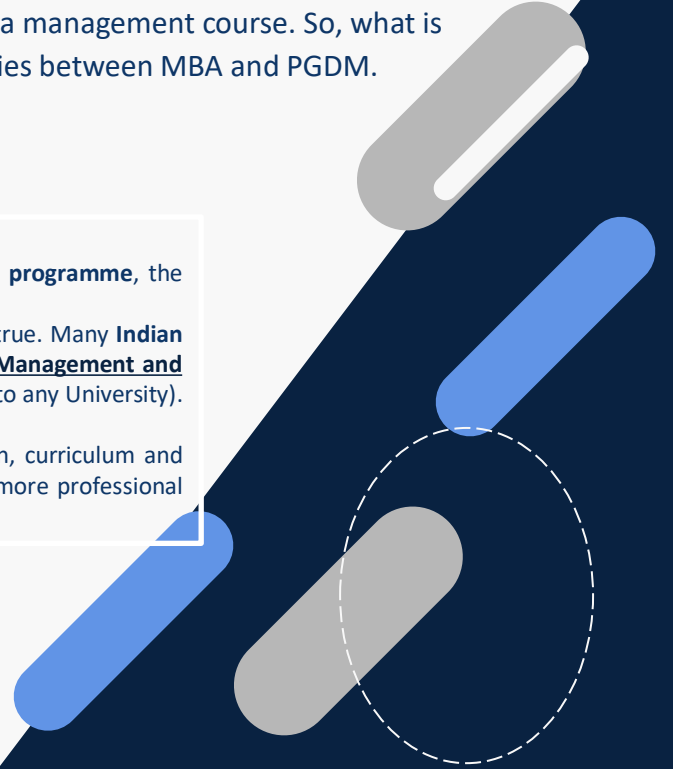 a management course. So, what is
ies between MBA and PGDM.
programme, the
true. Many Indian
Management and
to any University).
, curriculum and
more professional